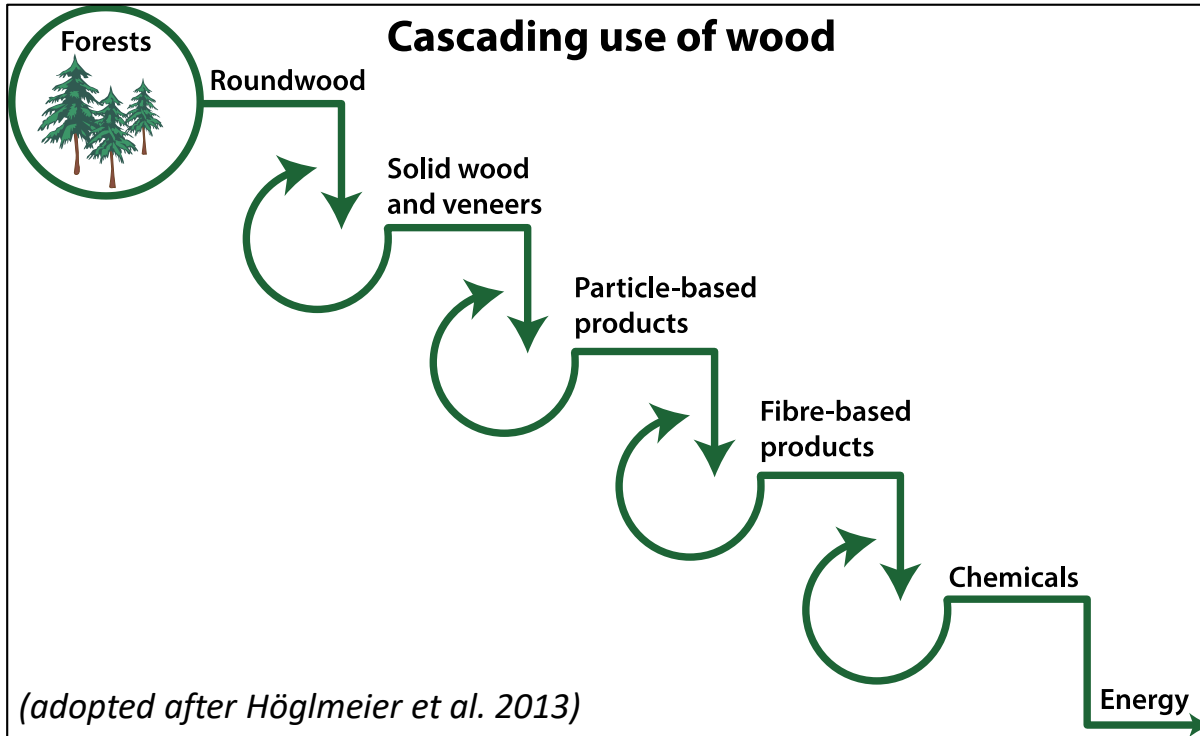 Cascading use of wood
Forests
Roundwood
Solid wood
and veneers
Particle-based
products
Fibre-based
products
Chemicals
Energy
(adopted after Höglmeier et al. 2013)